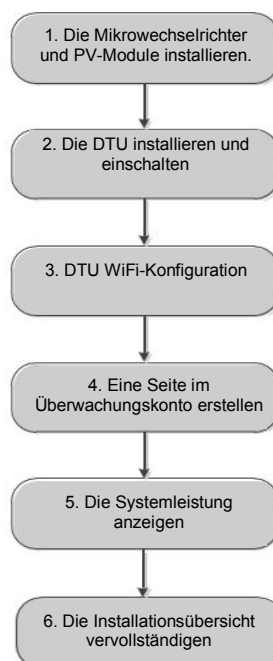 1. Die Mikrowechselrichter
und PV-Module installieren.
2. Die DTU installieren und
einschalten
3. DTU WiFi-Konfiguration
4. Eine Seite im
Überwachungskonto erstellen
5. Die Systemleistung
anzeigen
6. Die Installationsübersicht
vervollständigen